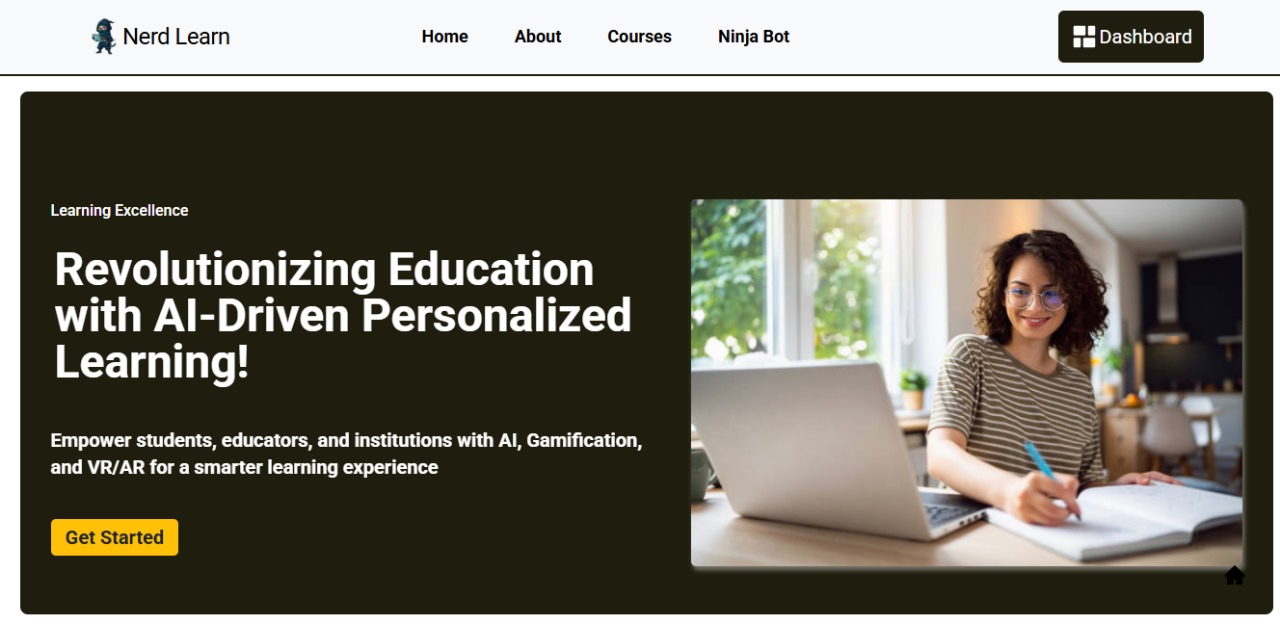 Nerd Learn
Home
About
Courses
Ninja Bot
Dashboard
Learning Excellence
Revolutionizing Education
with AI-Driven Personalized
Learning!
Empower students, educators, and institutions with AI, Gamification,
and VR/AR for a smarter learning experience
Get Started